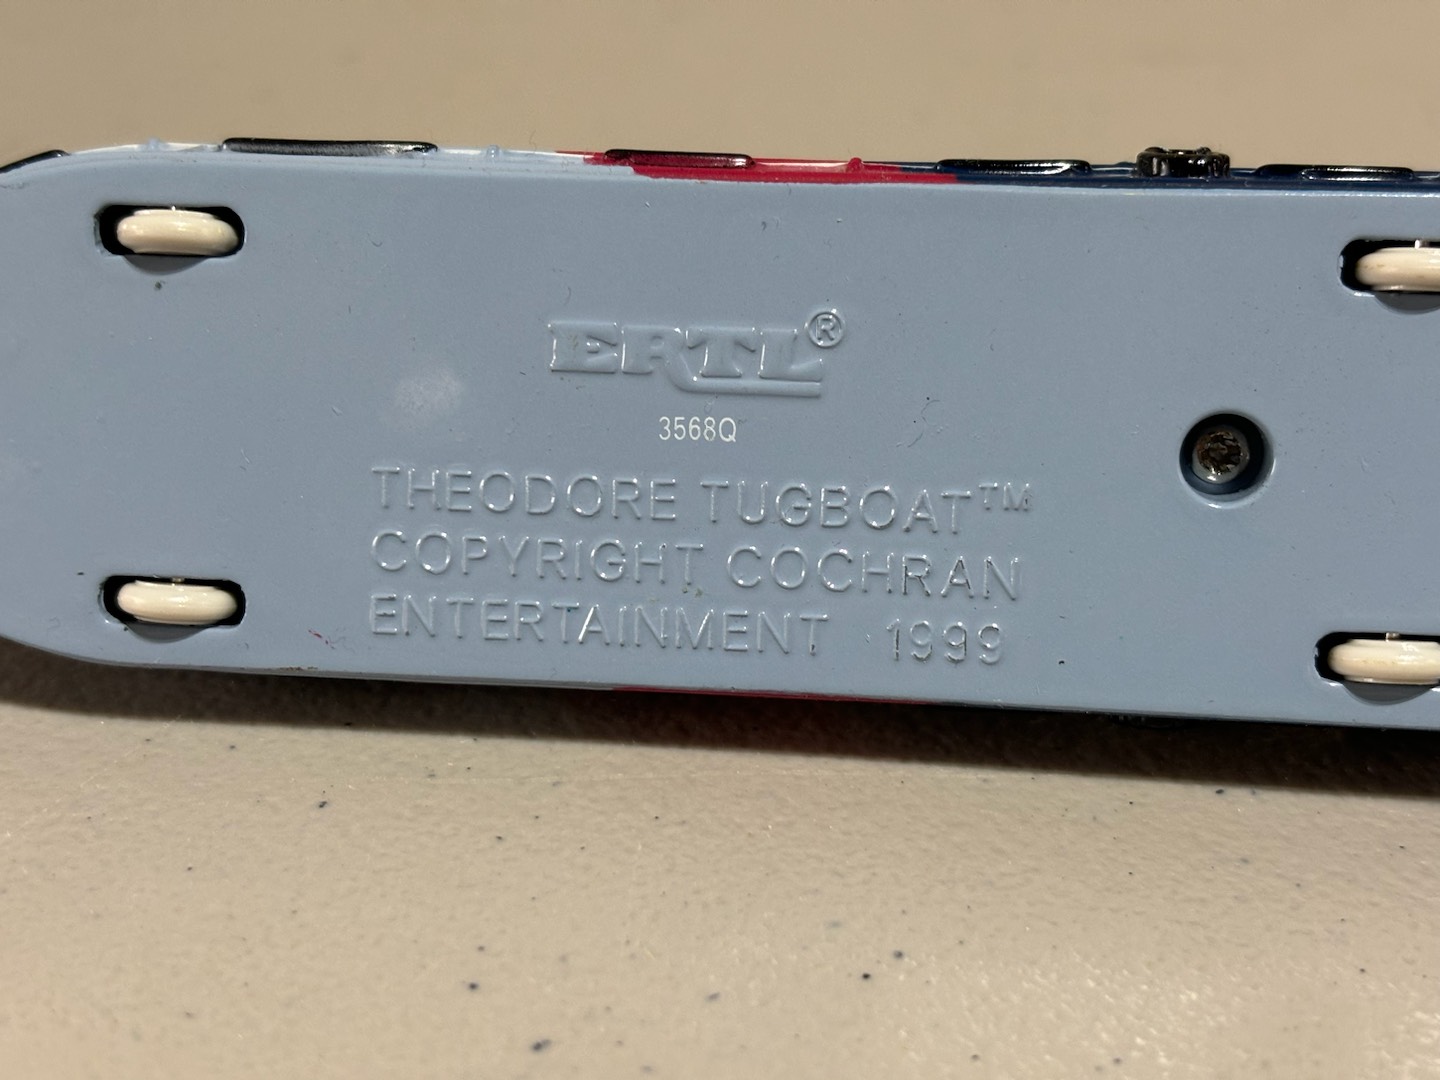 ERTL®
3568Q
THEODORE TUGBOAT™
COPYRIGHT COCHRAN
ENTERTAINMENT 1999